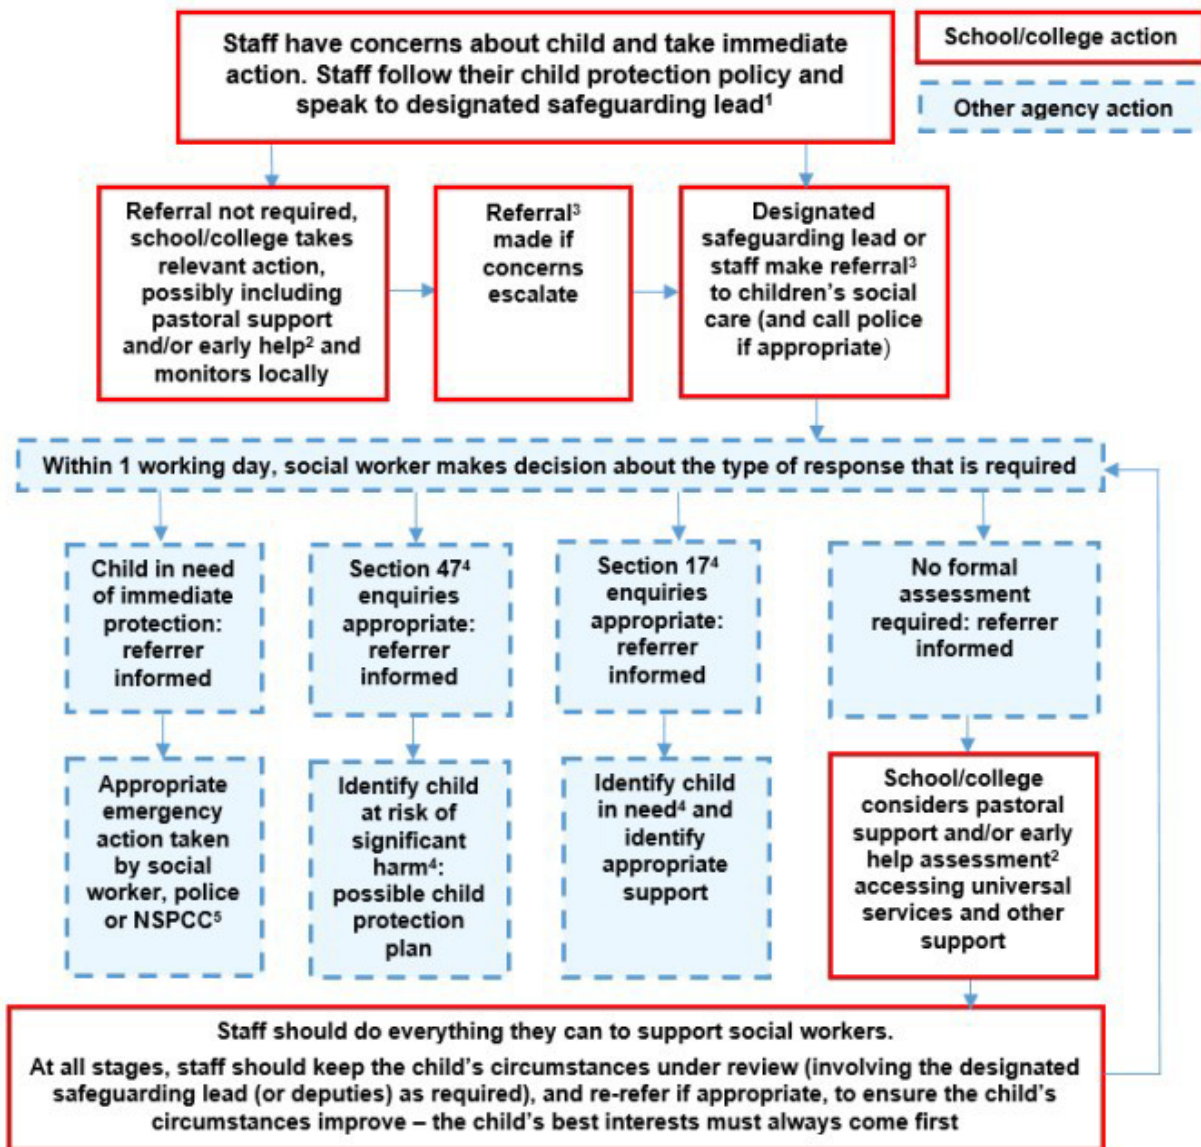 Staff have concerns about child and take immediate
action. Staff follow their child protection policy and
speak to designated safeguarding lead¹
School/college action
Other agency action
Referral not required,
school/college takes
relevant action,
possibly including
pastoral support
and/or early help² and
monitors locally
Referral³
made if
concerns
escalate
Designated
safeguarding lead or
staff make referral³
to children's social
care (and call police
if appropriate)
Within 1 working day, social worker makes decision about the type of response that is required
Child in need
of immediate
protection:
referrer
informed
Section 47⁴
enquiries
appropriate:
referrer
informed
Section 17⁴
enquiries
appropriate:
referrer
informed
No formal
assessment
required: referrer
informed
Appropriate
emergency
action taken
by social
worker, police
or NSPCC⁵
Identify child
at risk of
significant
harm⁴:
possible child
protection
plan
Identify child
in need⁴ and
identify
appropriate
support
School/college
considers pastoral
support and/or early
help assessment²
accessing universal
services and other
support
Staff should do everything they can to support social workers.
At all stages, staff should keep the child's circumstances under review (involving the designated
safeguarding lead (or deputies) as required), and re-refer if appropriate, to ensure the child's
circumstances improve – the child's best interests must always come first